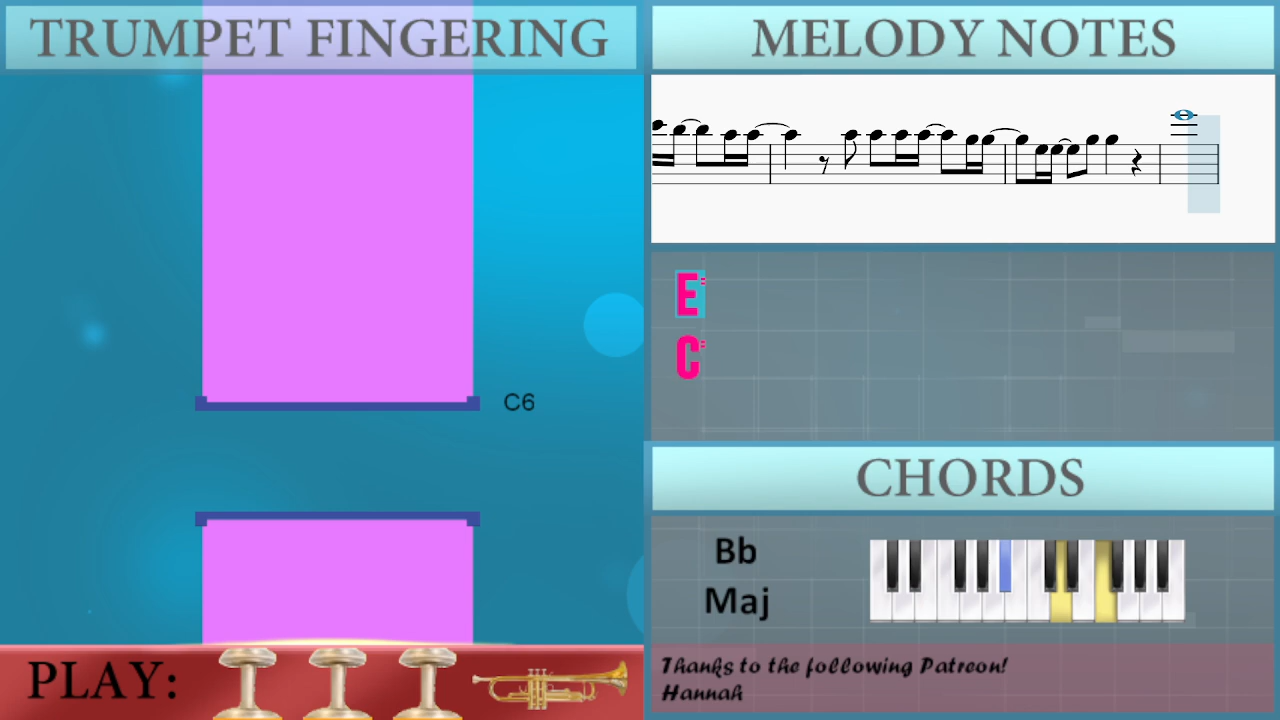 TRUMPET FINGERING
MELODY NOTES
E
C
C6
CHORDS
Bb
Maj
PLAY:
Thanks to the following Patreon!
Hannah